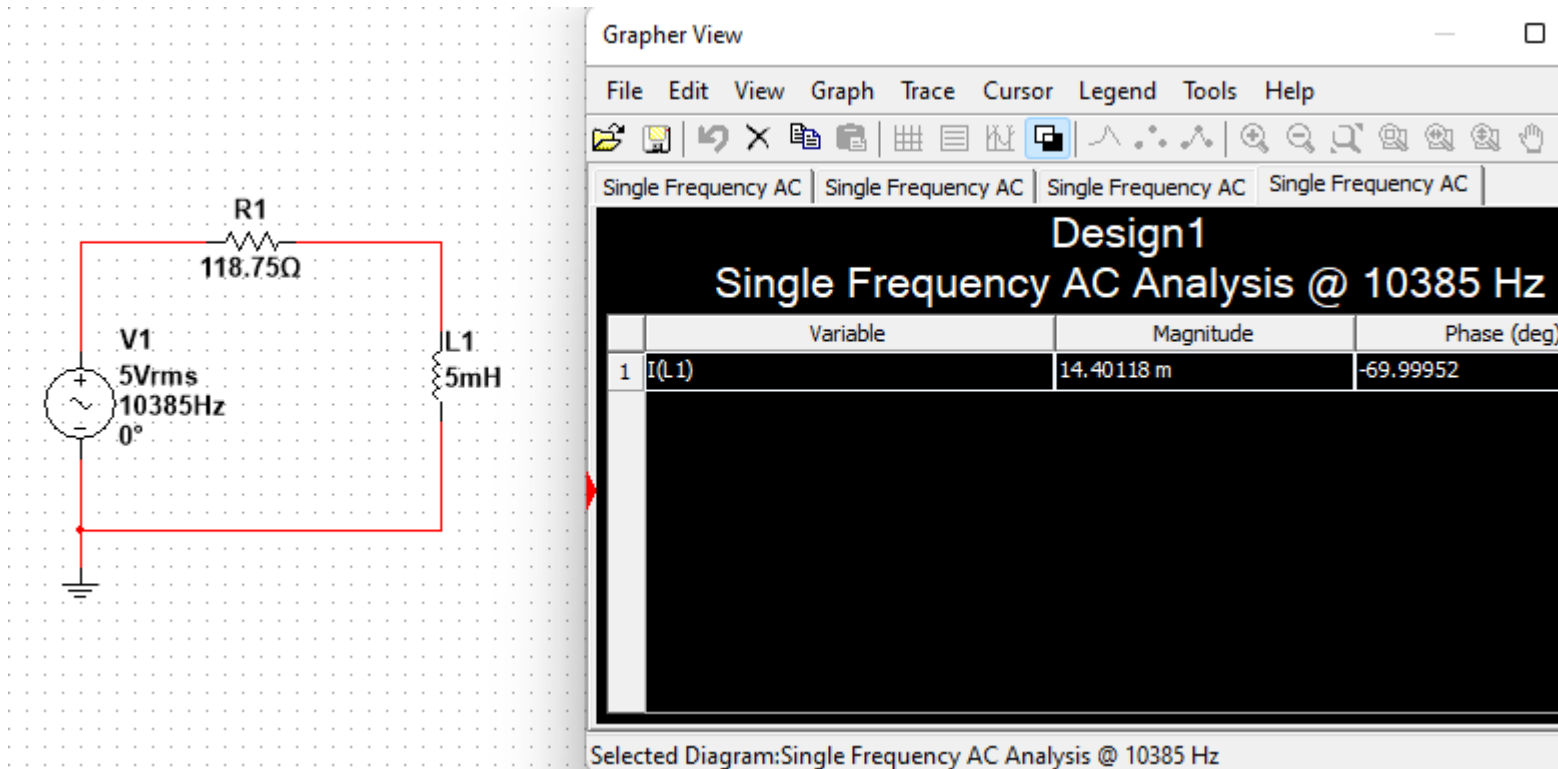 R1
118.75Ω
V1
5Vrms
10385Hz
0°
L1
5mH
Grapher View
File Edit View Graph Trace Cursor Legend Tools Help
Single Frequency AC Single Frequency AC Single Frequency AC Single Frequency AC
Design1
Single Frequency AC Analysis @ 10385 Hz
Variable Magnitude Phase (deg)
1 I(L1) 14.40118 m -69.99952
Selected Diagram:Single Frequency AC Analysis @ 10385 Hz